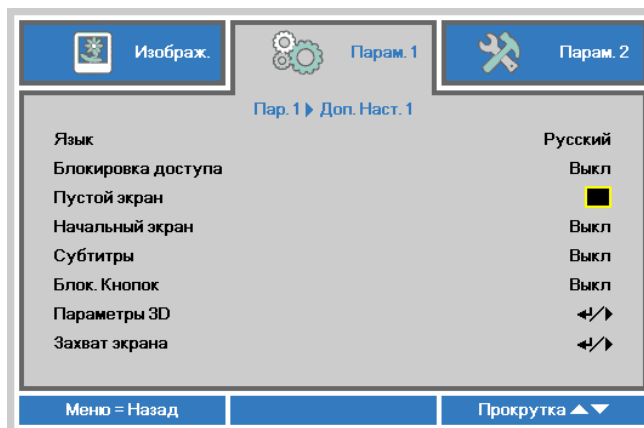 Изображ.
Парам. 1
Парам. 2
Пар. 1 Доп. Наст. 1
Язык Русский
Блокировка доступа Выкл
Пустой экран
Начальный экран Выкл
Субтитры Выкл
Блок. Кнопок Выкл
Параметры 3D
Захват экрана
Меню = Назад
Прокрутка